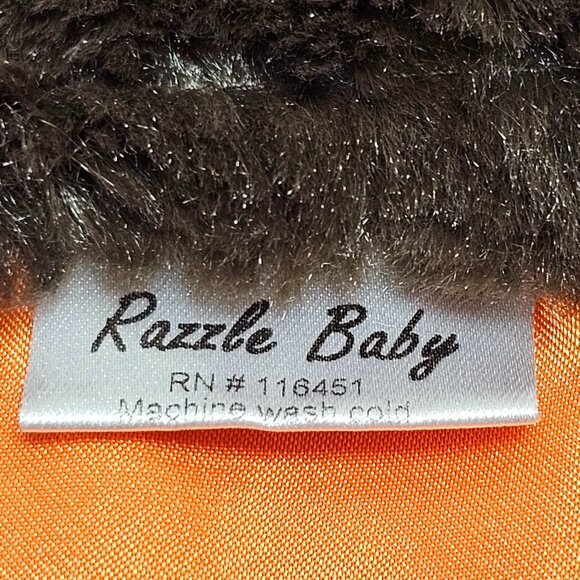 Razzle Baby
RN # 116451
Machine wash cold